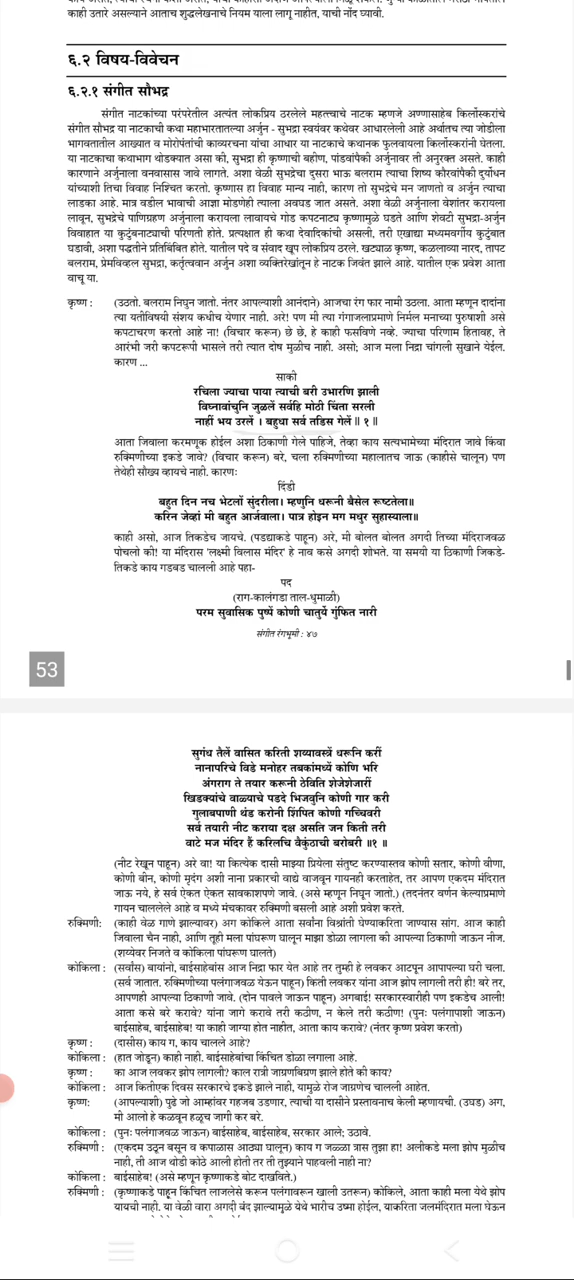 काही उतारे असल्याने आताच शुद्धलेखनाचे नियम याला लागू नाहीत, याची नोंद घ्यावी.
६.२ विषय-विवेचन
६.२.१ संगीत सौभद्र
संगीत नाटकांच्या परंपरेतील अत्यंत लोकप्रिय ठरलेले महत्त्वाचे नाटक म्हणजे अण्णासाहेब किर्लोस्करांचे
संगीत सौभद्र या नाटकाची कथा महाभारतातल्या अर्जुन - सुभद्रा स्वयंवर कथेवर आधारलेली आहे अर्थातच त्या जोडीला
भागवतातील आख्यान व मोरोपंतांची काव्यरचना यांचा आधार या नाटकाचे कथानक फुलवायला किर्लोस्करांनी घेतला.
या नाटकाचा कथाभाग थोडक्यात असा की, सुभद्रा ही कृष्णाची बहीण, पांडवांपैकी अर्जुनावर ती अनुरक्त असते. काही
कारणाने अर्जुनाला वनवासास जावे लागते. अशा वेळी सुभद्रेचा दुसरा भाऊ बलराम त्याचा शिष्य कौरवांपैकी दुर्योधन
यांच्याशी तिचा विवाह निश्चित करतो. कृष्णास हा विवाह मान्य नाही, कारण तो सुभद्रेचे मन जाणतो व अर्जुन त्याचा
लाडका आहे. मात्र वडील भावाची आज्ञा मोडणेही त्याला अवघड जात असते. अशा वेळी अर्जुनाला वेशांतर करायला
लावून, सुभद्रेचे पाणिग्रहण अर्जुनाला करायला लावायचे गोड कपटनाट्य कृष्णामुळे घडते आणि शेवटी सुभद्रा-अर्जुन
विवाहात या कुटुंबनाट्याची परिणती होते. प्रत्यक्षात ही कथा देवादिकांची असली, तरी एखाद्या मध्यमवर्गीय कुटुंबात
घडावी, अशा पद्धतीने प्रतिबिंबित होते. यातील पदे व संवाद खूप लोकप्रिय ठरले. खट्याळ कृष्ण, कळलाव्या नारद, तापट
बलराम, प्रेमविव्हल सुभद्रा, कर्तृत्ववान अर्जुन अशा व्यक्तिरेखांतून हे नाटक जिवंत झाले आहे. यातील एक प्रवेश आता
वाचू या.
कृष्ण : (उठतो. बलराम निघुन जातो. नंतर आपल्याशी आनंदाने) आजचा रंग फार नामी उठला. आता म्हणून दादांना
त्या यतीविषयी संशय कधीच येणार नाही. अरे! पण मी त्या गंगाजलाप्रमाणे निर्मल मनाच्या पुरुषाशी असे
कपटाचरण करतो आहे ना! (विचार करून) छे छे, हे काही फसविणे नव्हे. ज्याचा परिणाम हितावह, ते
आरंभी जरी कपटरूपी भासले तरी त्यात दोष मुळीच नाही. असो; आज मला निद्रा चांगली सुखाने येईल.
कारण ...
साकी
रचिला ज्याचा पाया त्याची बरी उभारणि झाली
विघ्नावांचुनि जुळलें सर्वहि मोठी चिंता सरली
नाहीं भय उरलें । बहुधा सर्व तडिस गेलें ॥ १ ॥
आता जिवाला करमणूक होईल अशा ठिकाणी गेले पाहिजे, तेव्हा काय सत्यभामेच्या मंदिरात जावे किंवा
रुक्मिणीच्या इकडे जावे? (विचार करून) बरे, चला रुक्मिणीच्या महालातच जाऊ (काहीसे चालून) पण
तेथेही सौख्य व्हायचे नाही. कारणः
दिंडी
बहुत दिन नच भेटलों सुंदरीला। म्हणुनि धरूनी बैसेल रूष्टतेला॥
करिन जेव्हां मी बहुत आर्जवाला। पात्र होइन मग मधुर सुहास्याला॥
काही असो, आज तिकडेच जायचे. (पडद्याकडे पाहून) अरे, मी बोलत बोलत अगदी तिच्या मंदिराजवळ
पोचलो की! या मंदिरास 'लक्ष्मी विलास मंदिर' हे नाव कसे अगदी शोभते. या समयी या ठिकाणी जिकडे-
तिकडे काय गडबड चालली आहे पहा-
पद
(राग-कालंगडा ताल-धुमाळी)
परम सुवासिक पुष्पें कोणी चातुर्ये गुंफित नारी
संगीत रंगभूमी : ४७
53
सुगंध तैलें वासित करिती शय्यावस्त्रें धरूनि करीं
नानापरिचे विडे मनोहर तबकांमध्यें कोणि भरि
अंगराग ते तयार करूनी ठेविति शेजेशेजारीं
खिडक्यांचे वाळ्याचे पडदे भिजवुनि कोणी गार करी
गुलाबपाणी थंड करोनी शिंपित कोणी गच्चिवरी
सर्व तयारी नीट कराया दक्ष असति जन किती तरी
वाटे मज मंदिर हें करिलचि वैकुंठाची बरोबरी ॥१ ॥
(नीट रेखून पाहून) अरे वा! या कित्येक दासी माझ्या प्रियेला संतुष्ट करण्यास्तव कोणी सतार, कोणी वीणा,
कोणी बीन, कोणी मृदंग अशी नाना प्रकारची वाद्ये वाजवून गायनही करताहेत, तर आपण एकदम मंदिरात
जाऊ नये, हे सर्व ऐकत ऐकत सावकाशपणे जावे. (असे म्हणून निघून जातो.) (तदनंतर वर्णन केल्याप्रमाणे
गायन चाललेले आहे व मध्ये मंचकावर रुक्मिणी बसली आहे अशी प्रवेश करते.
रुक्मिणी: (काही वेळ गाणे झाल्यावर) अग कोकिले आता सर्वांना विश्रांती घेण्याकरिता जाण्यास सांग. आज काही
जिवाला चैन नाही, आणि तूही मला पांघरूण घालून माझा डोळा लागला की आपल्या ठिकाणी जाऊन नीज.
(शय्येवर निजते व कोकिला पांघरूण घालते)
कोकिला : (सर्वांस) बायांनो, बाईसाहेबांस आज निद्रा फार येत आहे तर तुम्ही हे लवकर आटपून आपापल्या घरी चला.
(सर्व जातात. रुक्मिणीच्या पलंगाजवळ येऊन पाहून) किती लवकर यांना आज झोप लागली तरी ही! बरे तर,
आपणही आपल्या ठिकाणी जावे. (दोन पावले जाऊन पाहून) अगबाई! सरकारस्वारीही पण इकडेच आली!
आता कसे बरे करावे? यांना जागे करावे तरी कठीण, न केले तरी कठीण! (पुनः पलंगापाशी जाऊन)
बाईसाहेब, बाईसाहेब! या काही जाग्या होत नाहीत, आता काय करावे? (नंतर कृष्ण प्रवेश करतो)
कृष्ण : (दासीस) काय ग, काय चालले आहे?
कोकिला : (हात जोडुन) काही नाही. बाईसाहेबांचा किंचित डोळा लगाला आहे.
कृष्ण : का आज लवकर झोप लागली? काल रात्री जाग्रणबिग्रण झाले होते की काय?
कोकिला : आज कितीएक दिवस सरकारचे इकडे झाले नाही, यामुळे रोज जाग्रणेच चालली आहेत.
कृष्ण: (आपल्याशी) पुढे जो आम्हांवर गहजब उडणार, त्याची या दासीने प्रस्तावनाच केली म्हणायची. (उघड) अग,
मी आलो हे कळवून हळूच जागी कर बरे.
कोकिला : (पुनः पलंगाजवळ जाऊन) बाईसाहेब, बाईसाहेब, सरकार आले; उठावे.
रुक्मिणी : (एकदम उठून बसून व कपाळास आठ्या घालून) काय ग जळ्ळा त्रास तुझा हा! अलीकडे मला झोप मुळीच
नाही, ती आज थोडी कोठे आली होती तर ती तुझ्याने पाहवली नाही ना?
कोकिला : बाईसाहेब! (असे म्हणून कृष्णाकडे बोट दाखविते.)
रुक्मिणी : (कृष्णाकडे पाहून किंचित लाजलेसे करून पलंगावरून खाली उतरून) कोकिले, आता काही मला येथे झोप
यायची नाही. या वेळी वारा अगदी बंद झाल्यामुळे येथे भारीच उष्मा होईल, याकरिता जलमंदिरात मला घेऊन